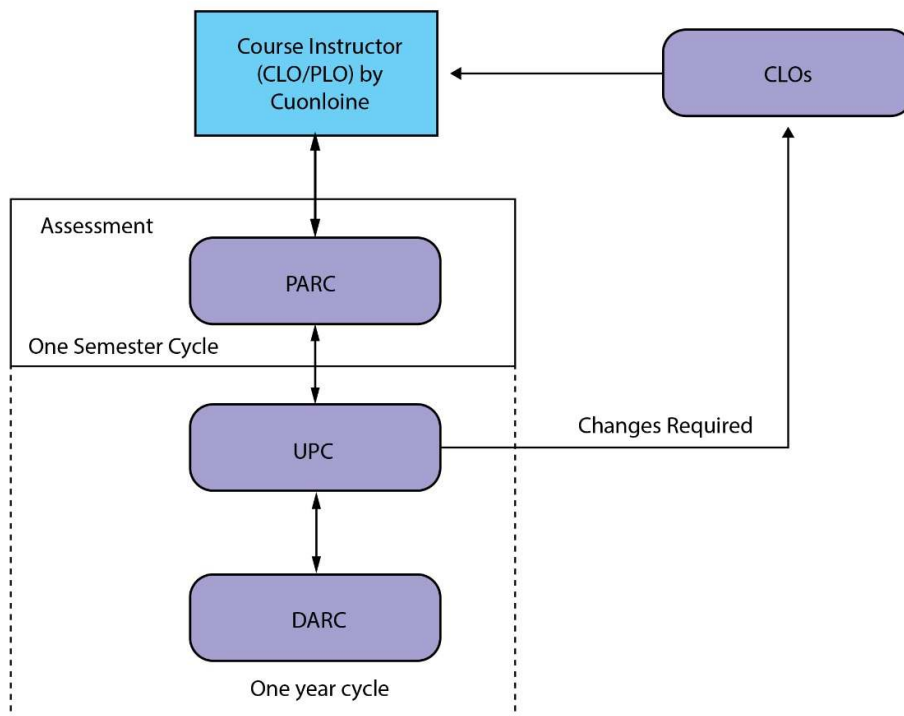 Course Instructor
(CLO/PLO) by
Cuonloine
CLOs
Assessment
PARC
One Semester Cycle
UPC
Changes Required
DARC
One year cycle